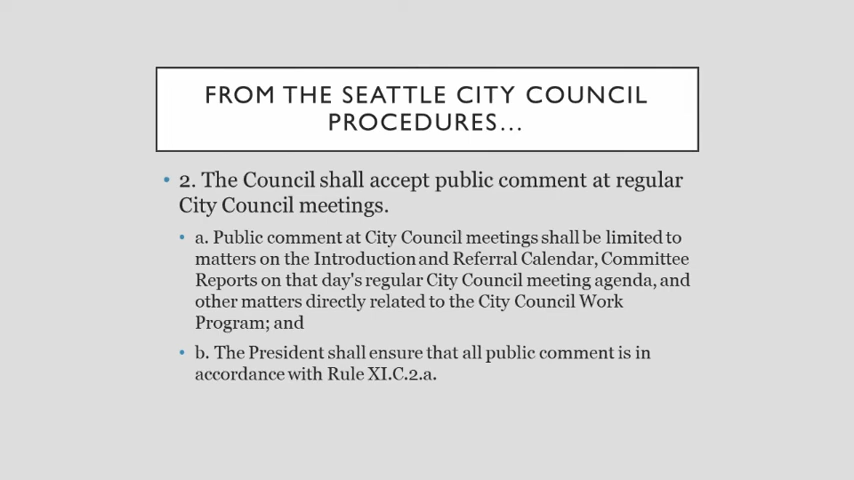 FROM THE SEATTLE CITY COUNCIL
PROCEDURES...
• 2. The Council shall accept public comment at regular
City Council meetings.
• a. Public comment at City Council meetings shall be limited to
matters on the Introduction and Referral Calendar, Committee
Reports on that day's regular City Council meeting agenda, and
other matters directly related to the City Council Work
Program; and
• b. The President shall ensure that all public comment is in
accordance with Rule XI.C.2.a.